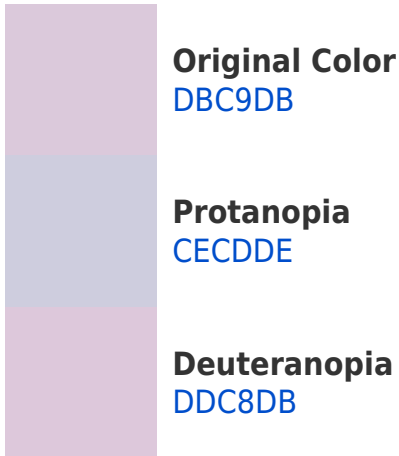 Original Color
DBC9DB
Protanopia
CECDDE
Deuteranopia
DDC8DB